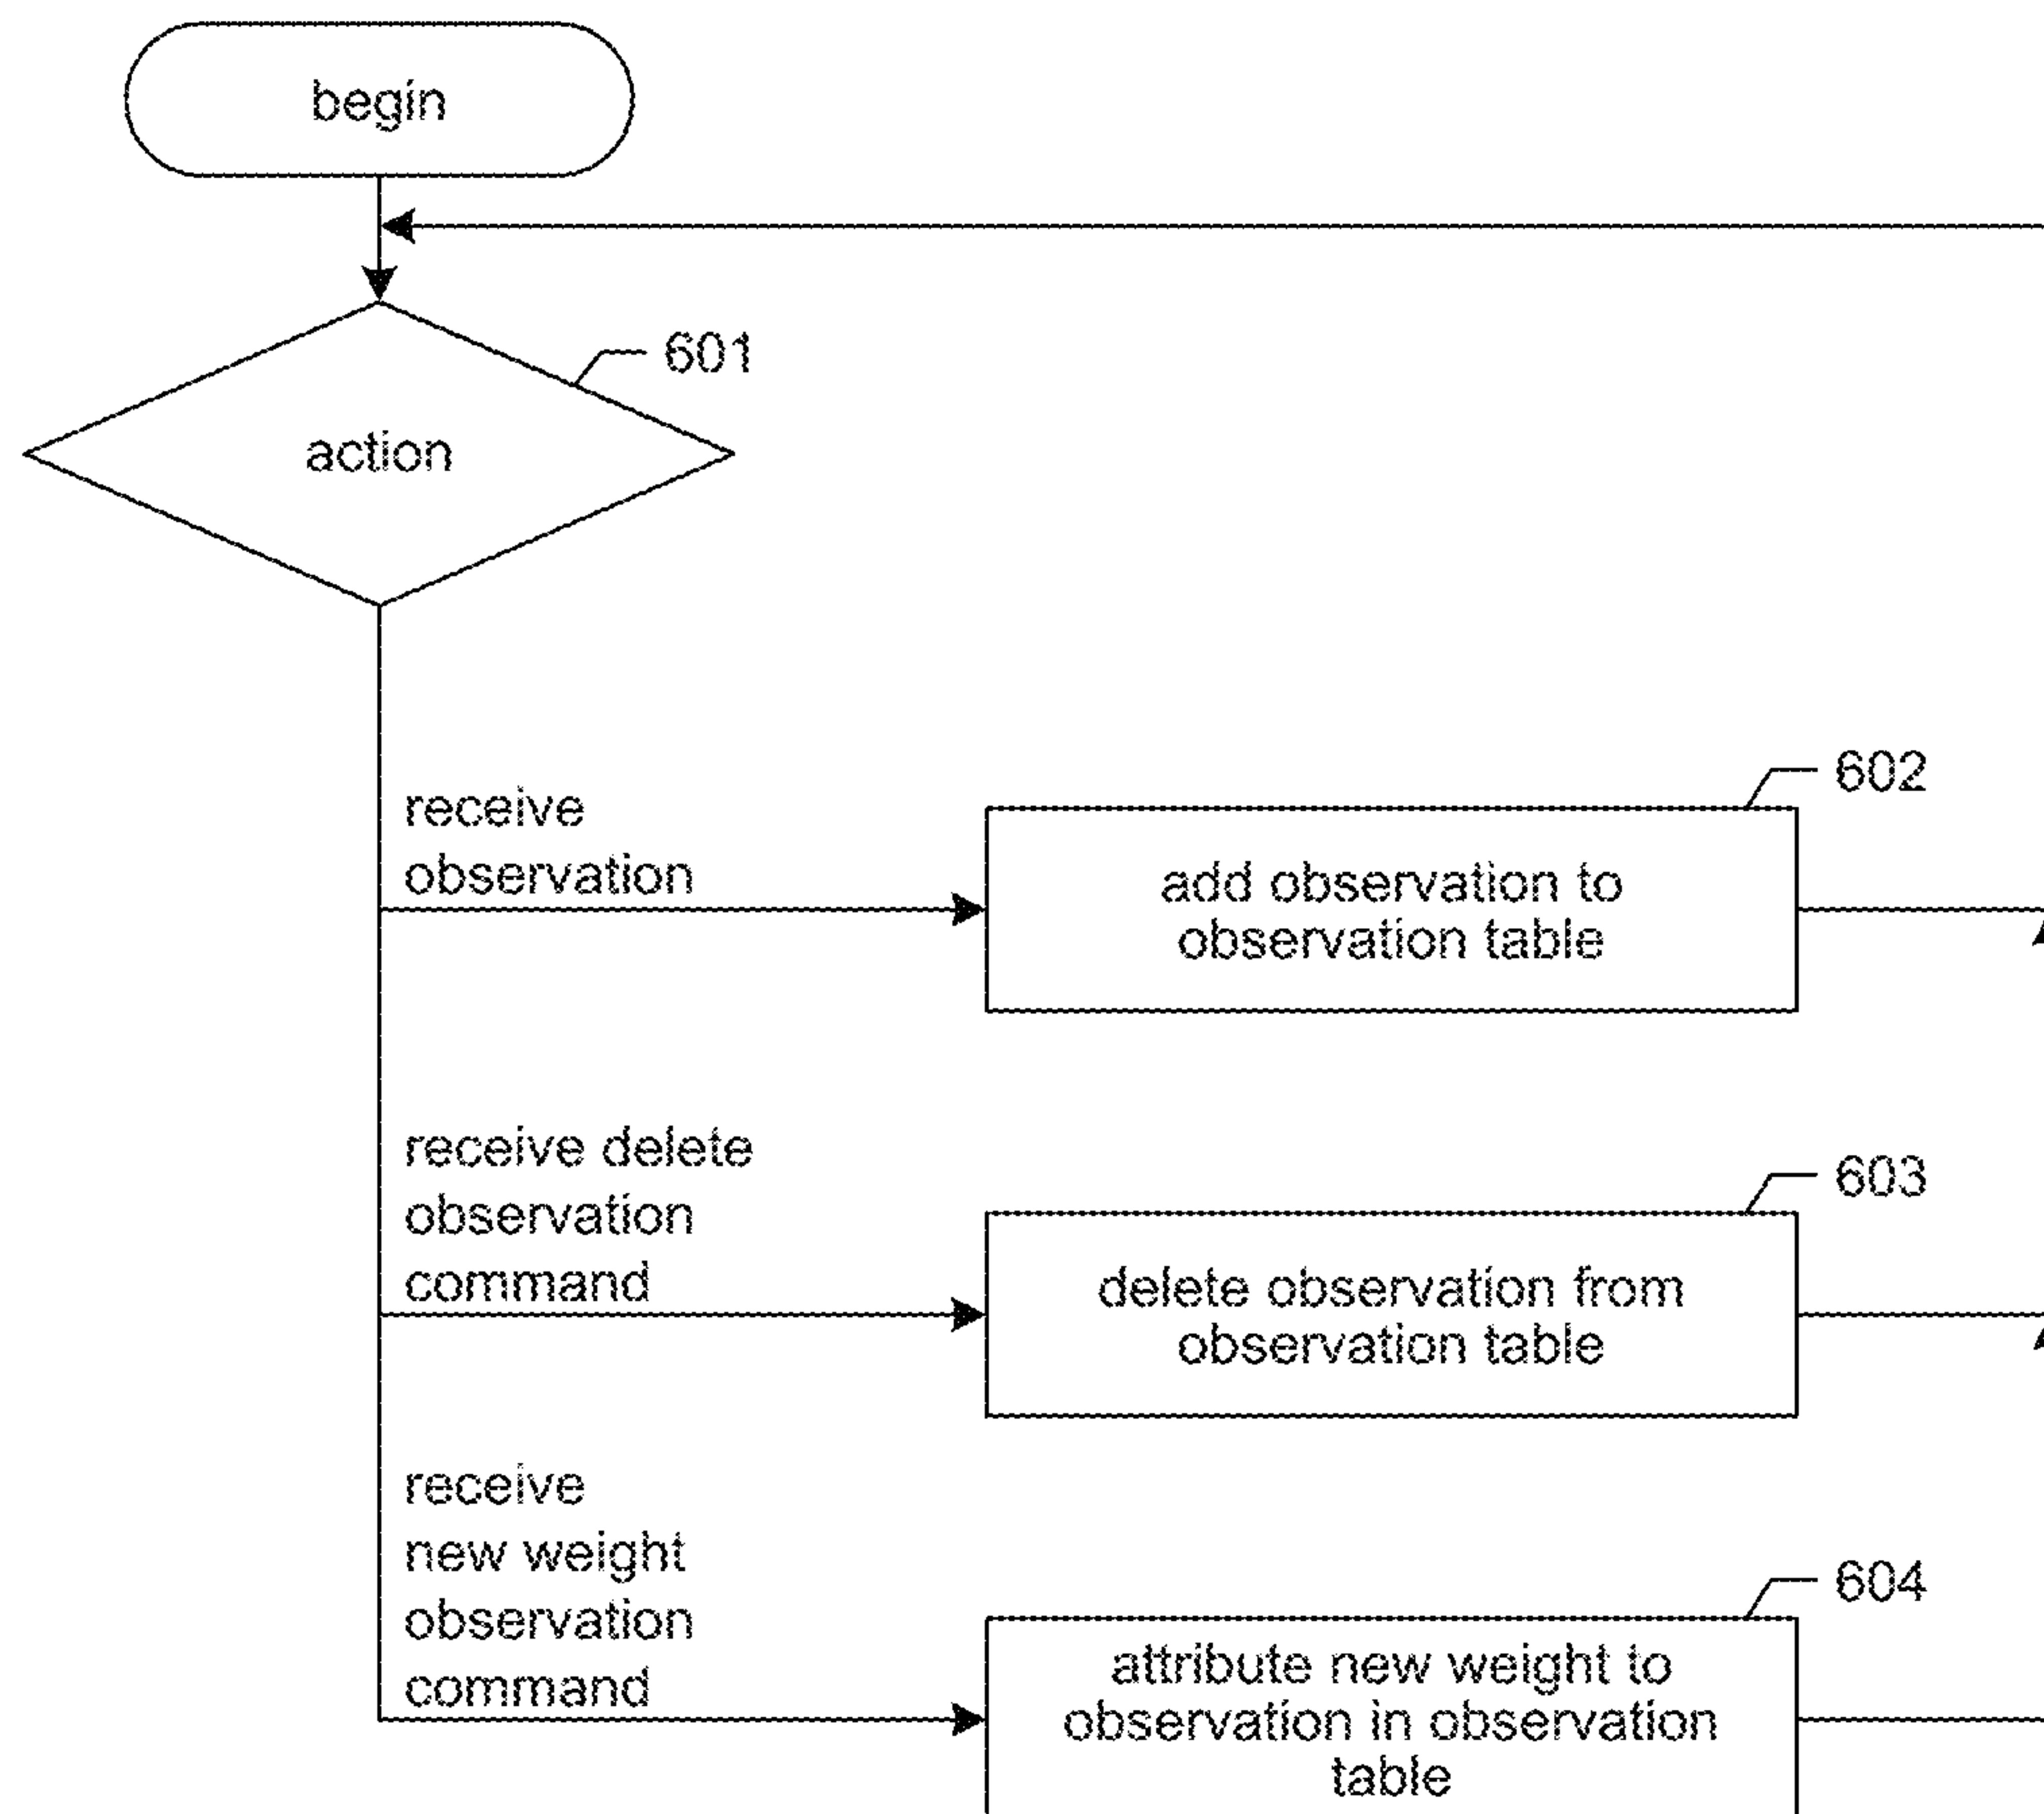 begin
601
action
receive
observation
602
add observation to
observation table
receive delete
observation
command
603
delete observation from
observation table
receive
new weight
observation
command
604
attribute new weight to
observation in observation
table